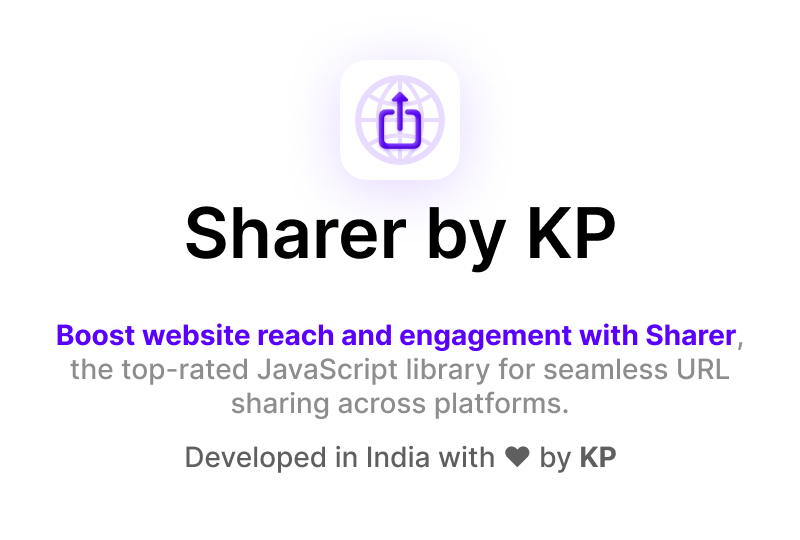 Sharer by KP
Boost website reach and engagement with Sharer,
the top-rated JavaScript library for seamless URL
sharing across platforms.
Developed in India with ♥ by KP